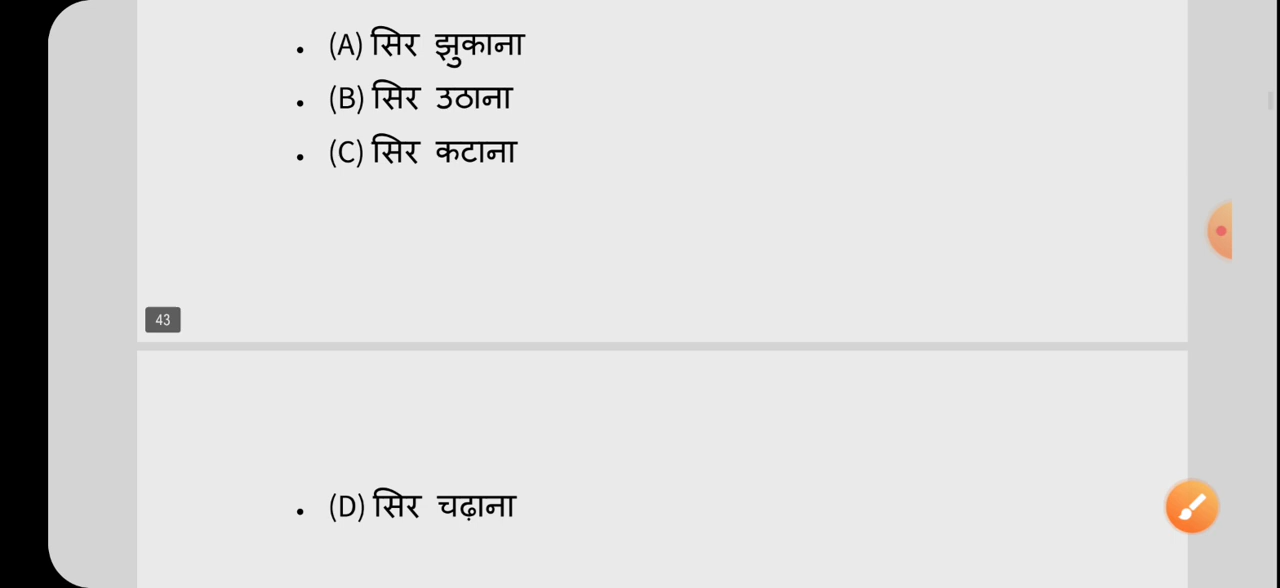 • (A) सिर झुकाना
• (B) सिर उठाना
• (C) सिर कटाना
43
• (D) सिर चढ़ाना